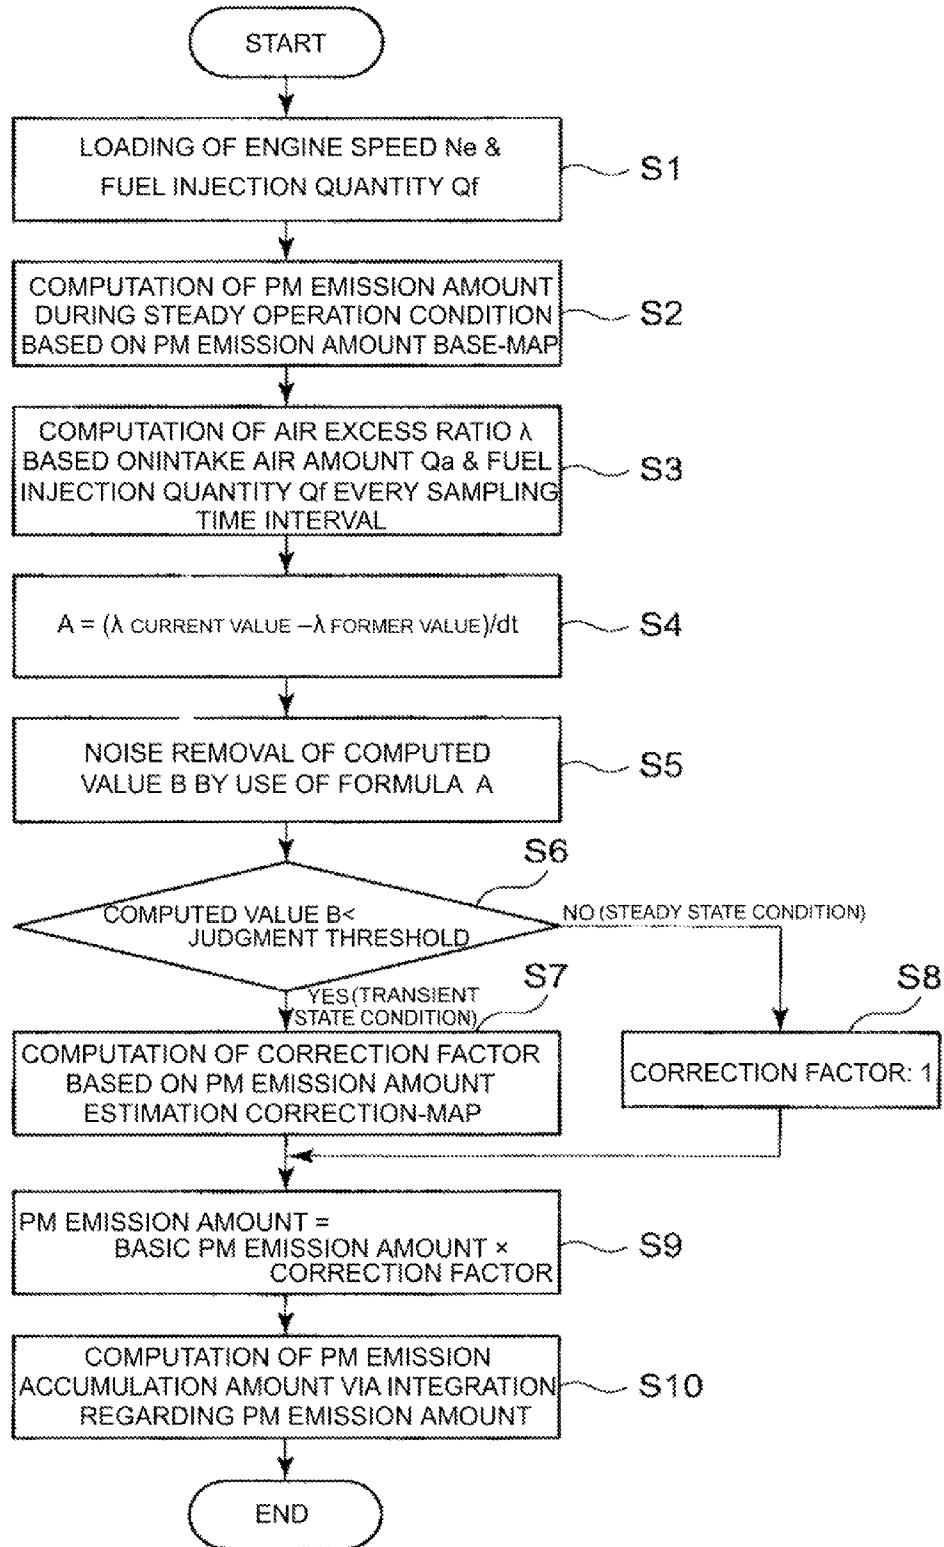 START
LOADING OF ENGINE SPEED Ne &
FUEL INJECTION QUANTITY Qf
S1
COMPUTATION OF PM EMISSION AMOUNT
DURING STEADY OPERATION CONDITION
BASED ON PM EMISSION AMOUNT BASE-MAP
S2
COMPUTATION OF AIR EXCESS RATIO λ
BASED ONINTAKE AIR AMOUNT Qa & FUEL
INJECTION QUANTITY Qf EVERY SAMPLING
TIME INTERVAL
S3
A = (λ CURRENT VALUE –λ FORMER VALUE)/dt
S4
NOISE REMOVAL OF COMPUTED
VALUE B BY USE OF FORMULA A
S5
S6
COMPUTED VALUE B<
JUDGMENT THRESHOLD
NO (STEADY STATE CONDITION)
YES(TRANSIENT
STATE CONDITION)
S7
COMPUTATION OF CORRECTION FACTOR
BASED ON PM EMISSION AMOUNT
ESTIMATION CORRECTION-MAP
S8
CORRECTION FACTOR: 1
PM EMISSION AMOUNT =
BASIC PM EMISSION AMOUNT ×
CORRECTION FACTOR
S9
COMPUTATION OF PM EMISSION
ACCUMULATION AMOUNT VIA INTEGRATION
REGARDING PM EMISSION AMOUNT
S10
END